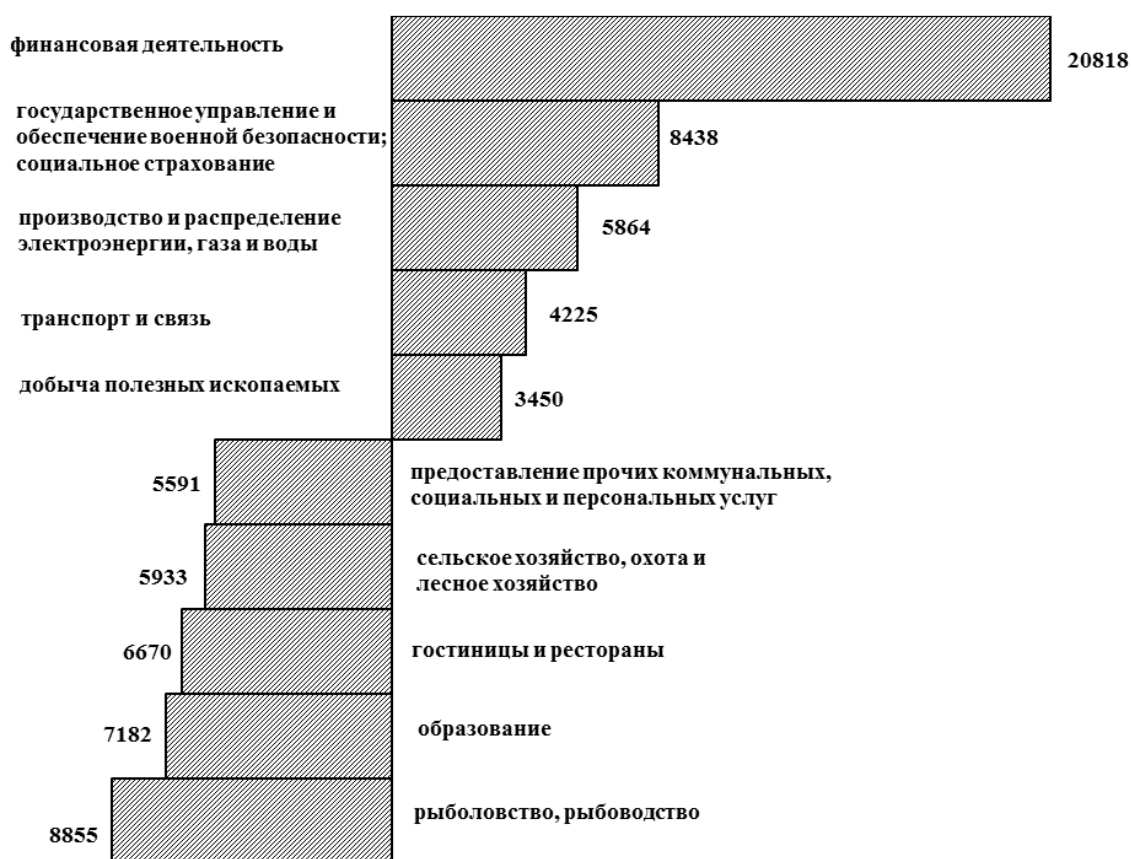 финансовая деятельность
20818
государственное управление и
обеспечение военной безопасности;
социальное страхование
8438
производство и распределение
электроэнергии, газа и воды
5864
транспорт и связь
4225
добыча полезных ископаемых
3450
5591
предоставление прочих коммунальных,
социальных и персональных услуг
5933
сельское хозяйство, охота и
лесное хозяйство
6670
гостиницы и рестораны
7182
образование
8855
рыболовство, рыбоводство